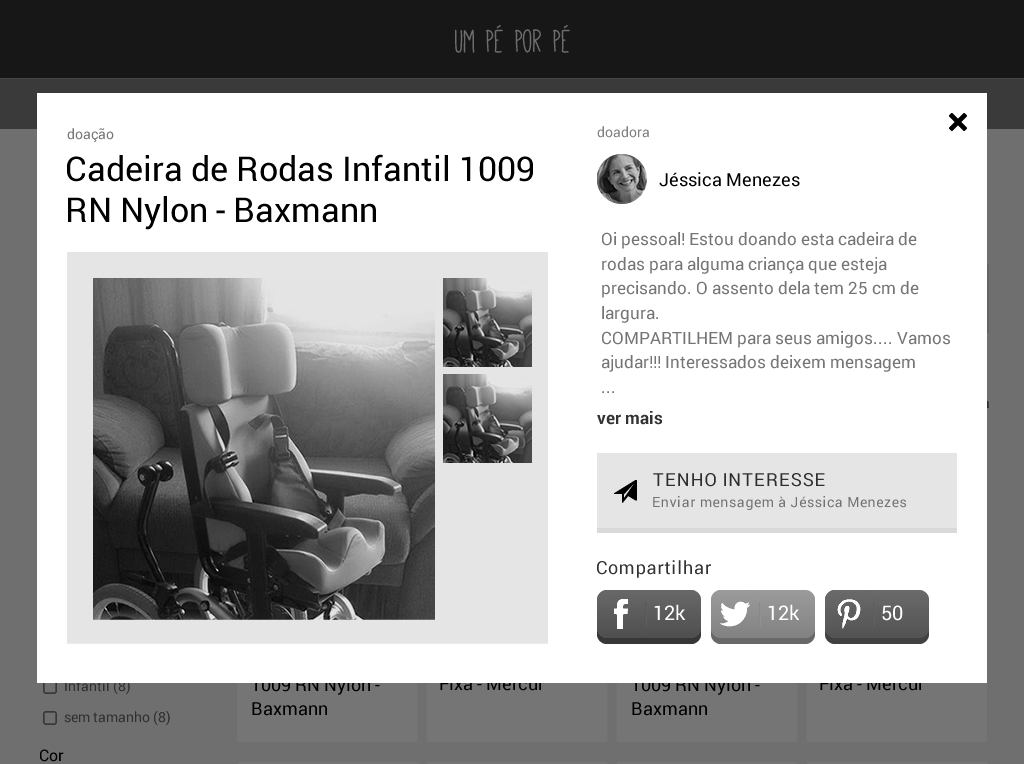 UM PÉ POR PÉ
doação
Cadeira de Rodas Infantil 1009
RN Nylon - Baxmann
doadora
Jéssica Menezes
Oi pessoal! Estou doando esta cadeira de
rodas para alguma criança que esteja
precisando. O assento dela tem 25 cm de
largura.
COMPARTILHEM para seus amigos.... Vamos
ajudar!!! Interessados deixem mensagem
...
ver mais
TENHO INTERESSE
Enviar mensagem à Jéssica Menezes
Compartilhar
12k
12k
50
Infantil (8)
sem tamanho (8)
Cor
1009 RN Nylon -
Baxmann
Fixa - Mercur
1009 RN Nylon -
Baxmann
Fixa - Mercur